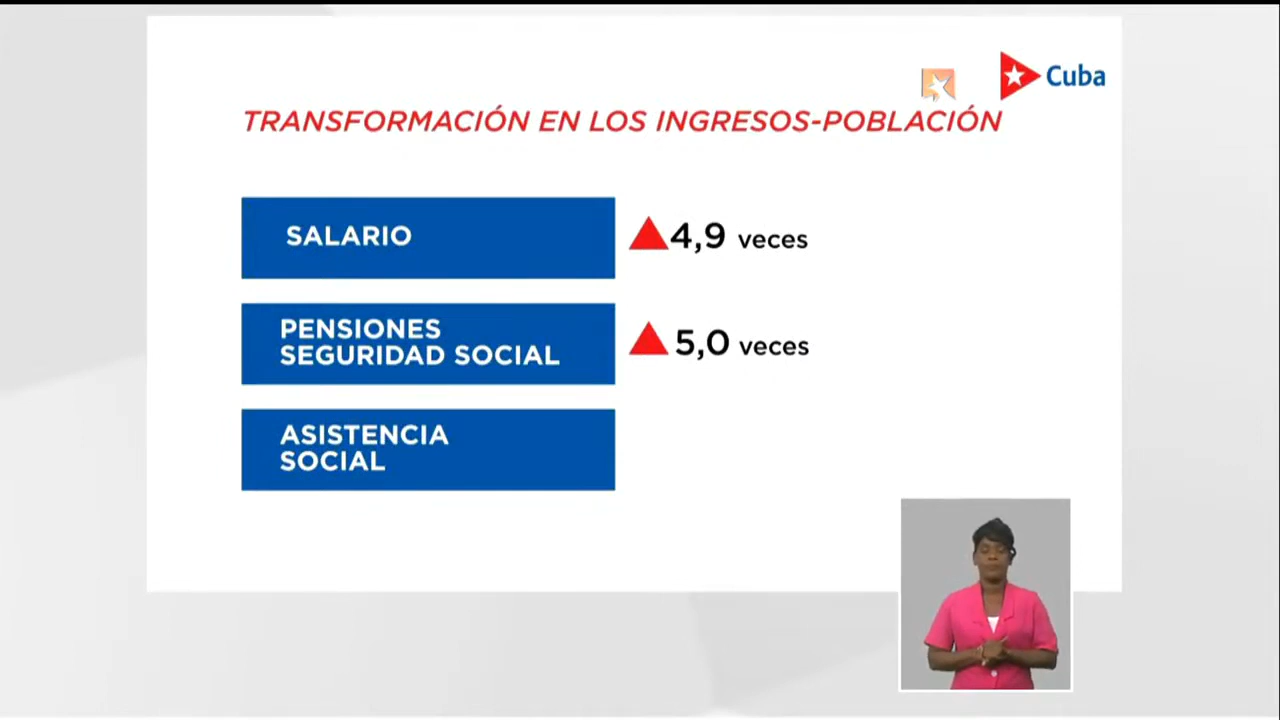 Cuba
TRANSFORMACIÓN EN LOS INGRESOS-POBLACIÓN
SALARIO
4,9 veces
PENSIONES
SEGURIDAD SOCIAL
5,0 veces
ASISTENCIA
SOCIAL